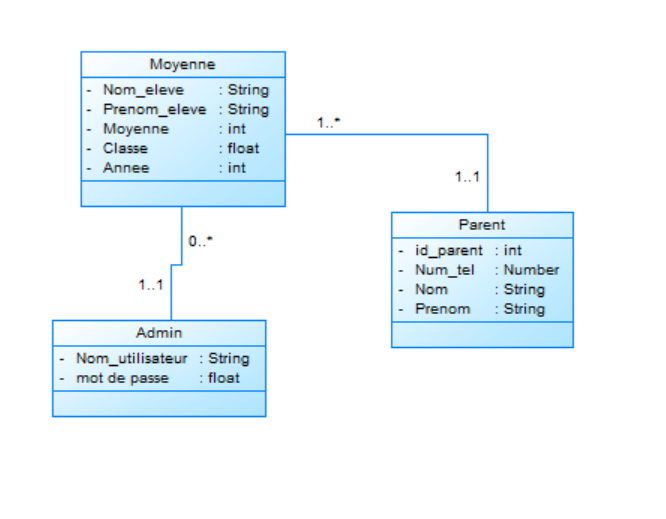 Moyenne
- Nom_eleve : String
- Prenom_eleve : String
- Moyenne : int
- Classe : float
- Annee : int
1..*
1..1
Parent
- id_parent : int
- Num_tel : Number
- Nom : String
- Prenom : String
0..*
1..1
Admin
- Nom_utilisateur : String
- mot de passe : float